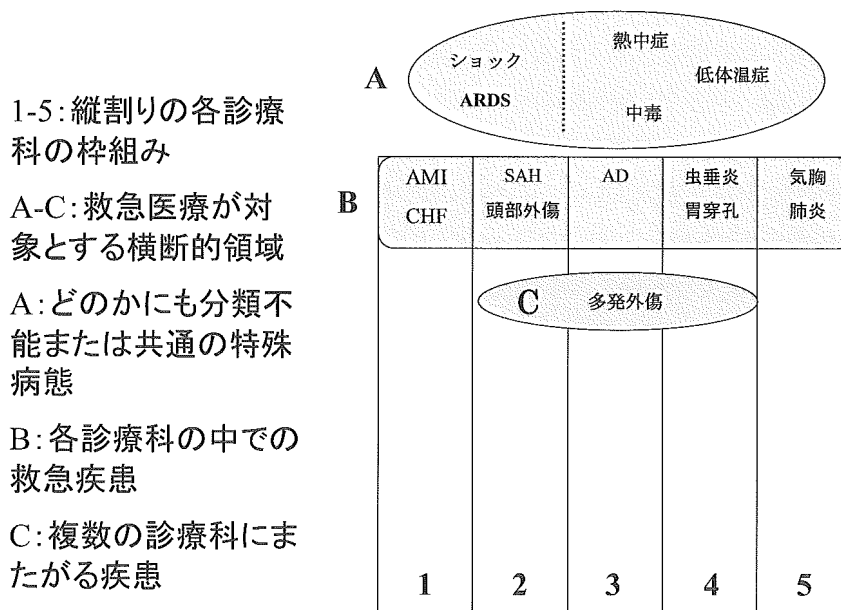 1-5:縦割りの各診療
科の枠組み
A-C:救急医療が対
象とする横断的領域
A:どのかにも分類不
能または共通の特殊
病態
B:各診療科の中での
救急疾患
C:複数の診療科にま
たがる疾患
A
ショック
ARDS
熱中症
低体温症
中毒
B
AMI
CHF
SAH
頭部外傷
AD
虫垂炎
胃穿孔
気胸
肺炎
C 多発外傷
1 2 3 4 5